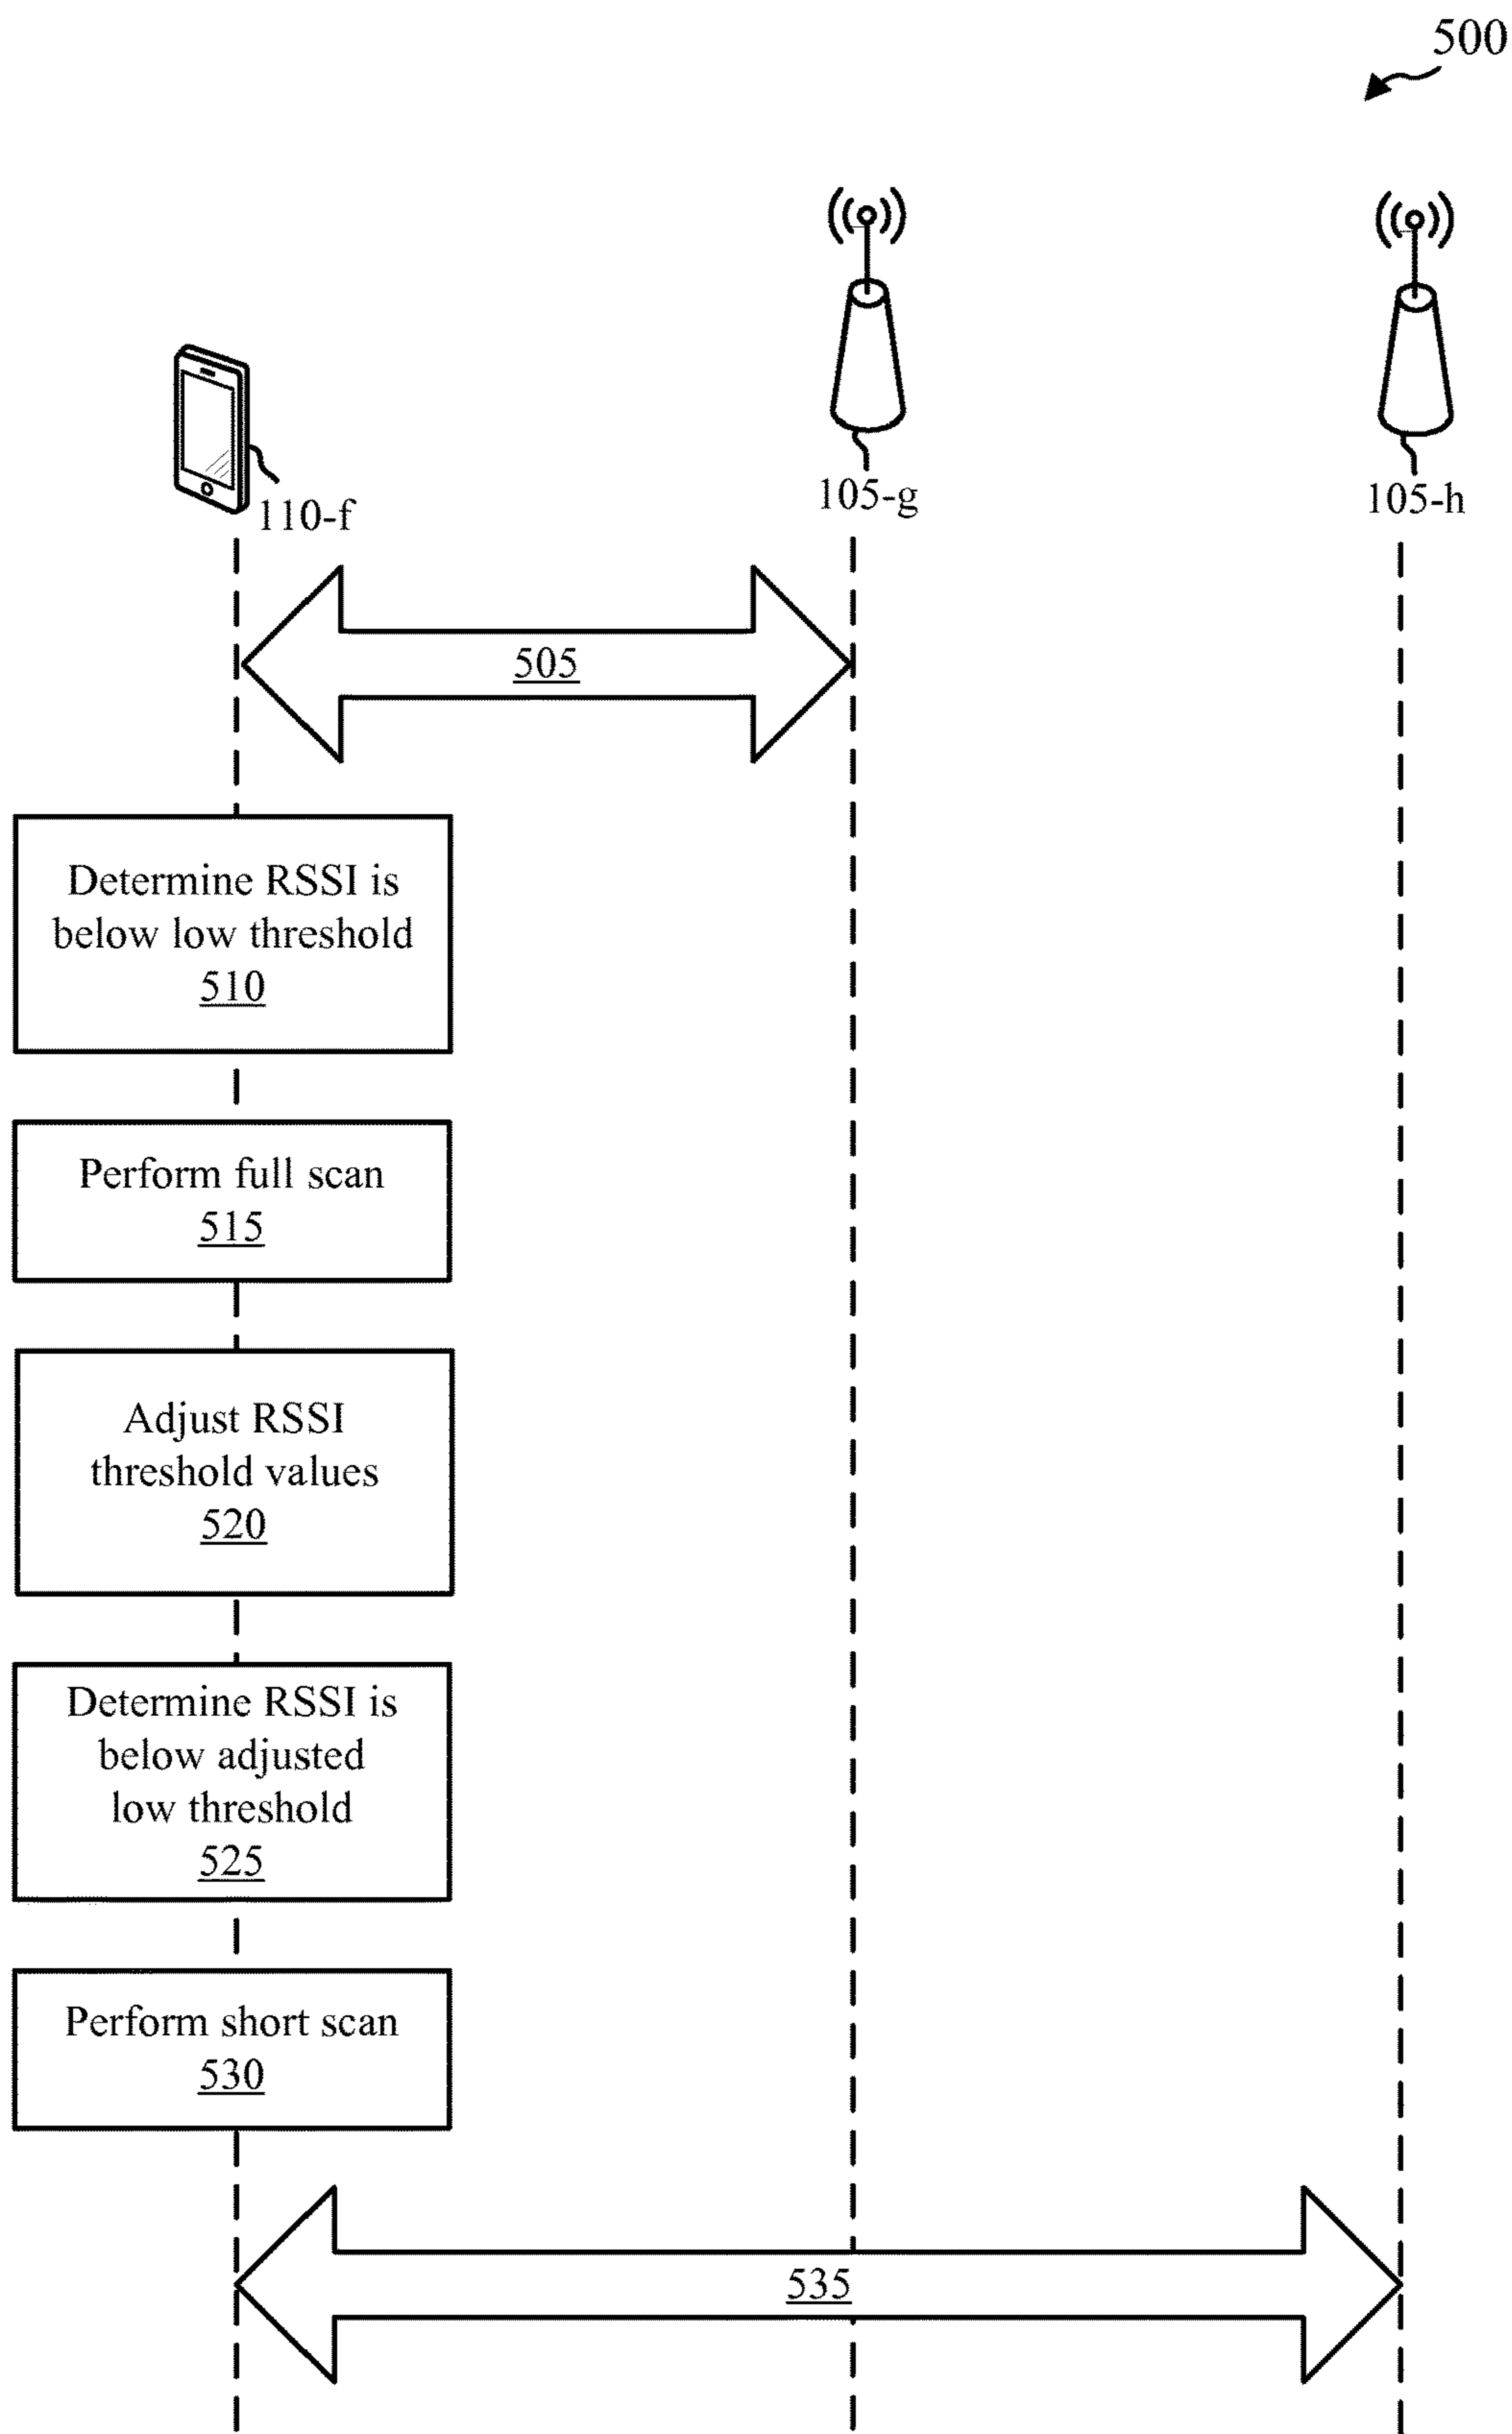 500
110-f
105-g
105-h
505
Determine RSSI is
below low threshold
510
Perform full scan
515
Adjust RSSI
threshold values
520
Determine RSSI is
below adjusted
low threshold
525
Perform short scan
530
535